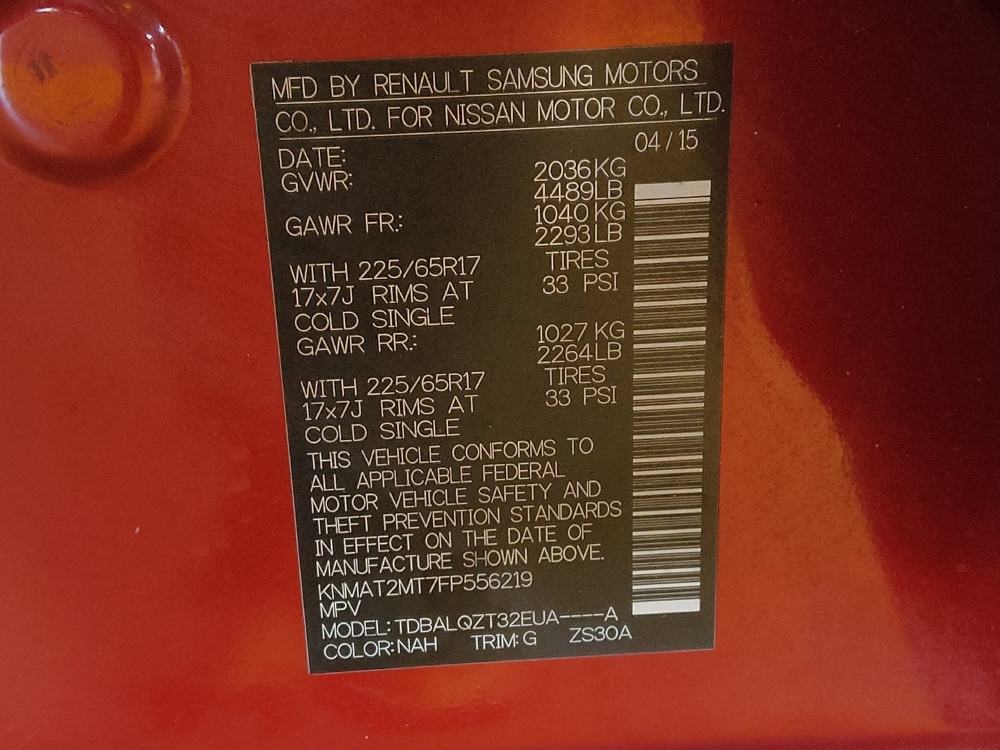 MFD BY RENAULT SAMSUNG MOTORS
CO., LTD. FOR NISSAN MOTOR CO., LTD.
DATE: 04/15
GVWR: 2036KG
4489LB
GAWR FR.: 1040KG
2293LB
WITH 225/65R17 TIRES
17x7J RIMS AT 33 PSI
COLD SINGLE
GAWR RR.: 1027KG
2264LB
WITH 225/65R17 TIRES
17x7J RIMS AT 33 PSI
COLD SINGLE
THIS VEHICLE CONFORMS TO
ALL APPLICABLE FEDERAL
MOTOR VEHICLE SAFETY AND
THEFT PREVENTION STANDARDS
IN EFFECT ON THE DATE OF
MANUFACTURE SHOWN ABOVE.
KNMAT2MT7FP556219
MPV
MODEL: TDBALQZT32EUA----A
COLOR: NAH TRIM: G ZS30A